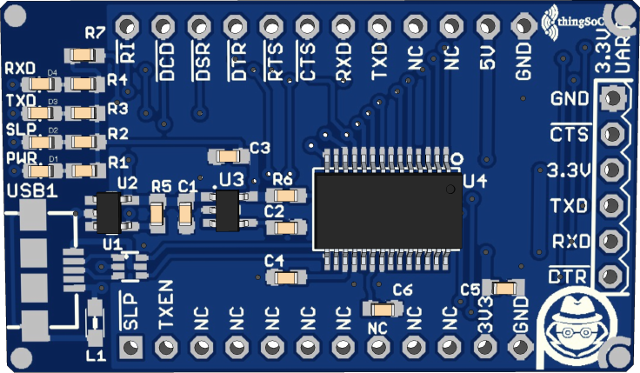 R7
RI
DCD
DSR
DTR
RTS
CTS
RXD
TXD
NC
NC
5V
GND
thingSoC
3.3V
UART
RXD
D4
R4
TXD
D3
R3
SLP
D2
R2
PWR
D1
R1
C3
GND
CTS
3.3V
TXD
RXD
DTR
USB1
U2
R5
C1
U3
R6
C2
U4
U1
C4
C6
C5
L1
SLP
TXEN
NC
NC
NC
NC
NC
NC
NC
NC
3V3
GND